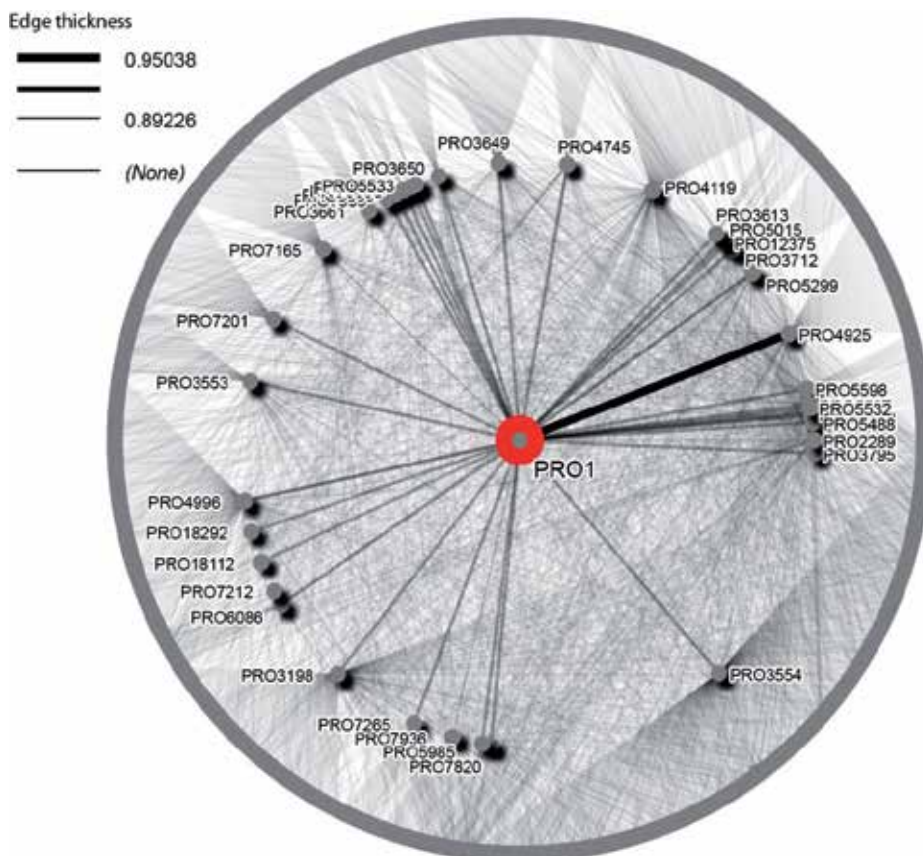 Edge thickness
0.95038
0.89226
(None)
PRO3649
PRO4745
PRO3650
PRO5533
PRO3661
PRO4119
PRO3613
PRO5015
PRO12375
PRO3712
PRO5299
PRO7165
PRO7201
PRO4925
PRO3553
PRO5598
PRO5532
PRO5488
PRO2289
PRO3795
PRO1
PRO4996
PRO18292
PRO18112
PRO7212
PRO6086
PRO3198
PRO3554
PRO7265
PRO7936
PRO5985
PRO7820